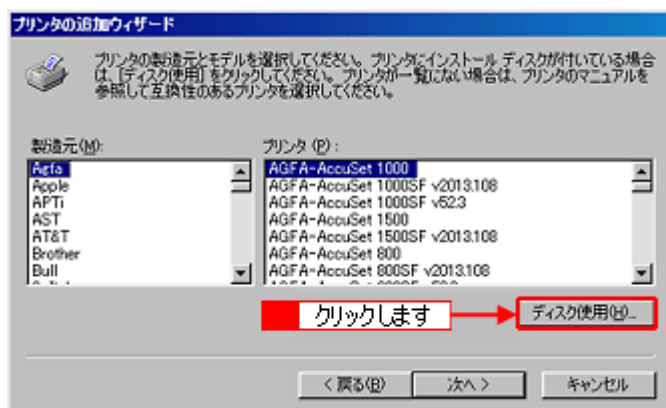 プリンタの追加ウィザード
プリンタの製造元とモデルを選択してください。プリンタにインストール ディスクが付いている場合
は、[ディスク使用] をクリックしてください。プリンタが一覧にない場合は、プリンタのマニュアルを
参照して互換性のあるプリンタを選択してください。
製造元(M):
プリンタ(P):
Agfa
Apple
APTi
AST
AT&T
Brother
Bull
AGFA-AccuSet 1000
AGFA-AccuSet 1000SF v2013.108
AGFA-AccuSet 1000SF v52.3
AGFA-AccuSet 1500
AGFA-AccuSet 1500SF v2013.108
AGFA-AccuSet 800
AGFA-AccuSet 800SF v2013.108
クリックします
ディスク使用(H)...
< 戻る(B)
次へ >
キャンセル